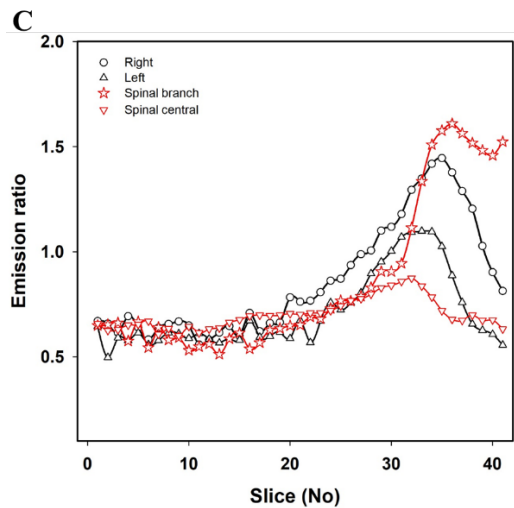 C
2.0
1.5
1.0
0.5
Emission ratio
Right
Left
Spinal branch
Spinal central
0 10 20 30 40
Slice (No)